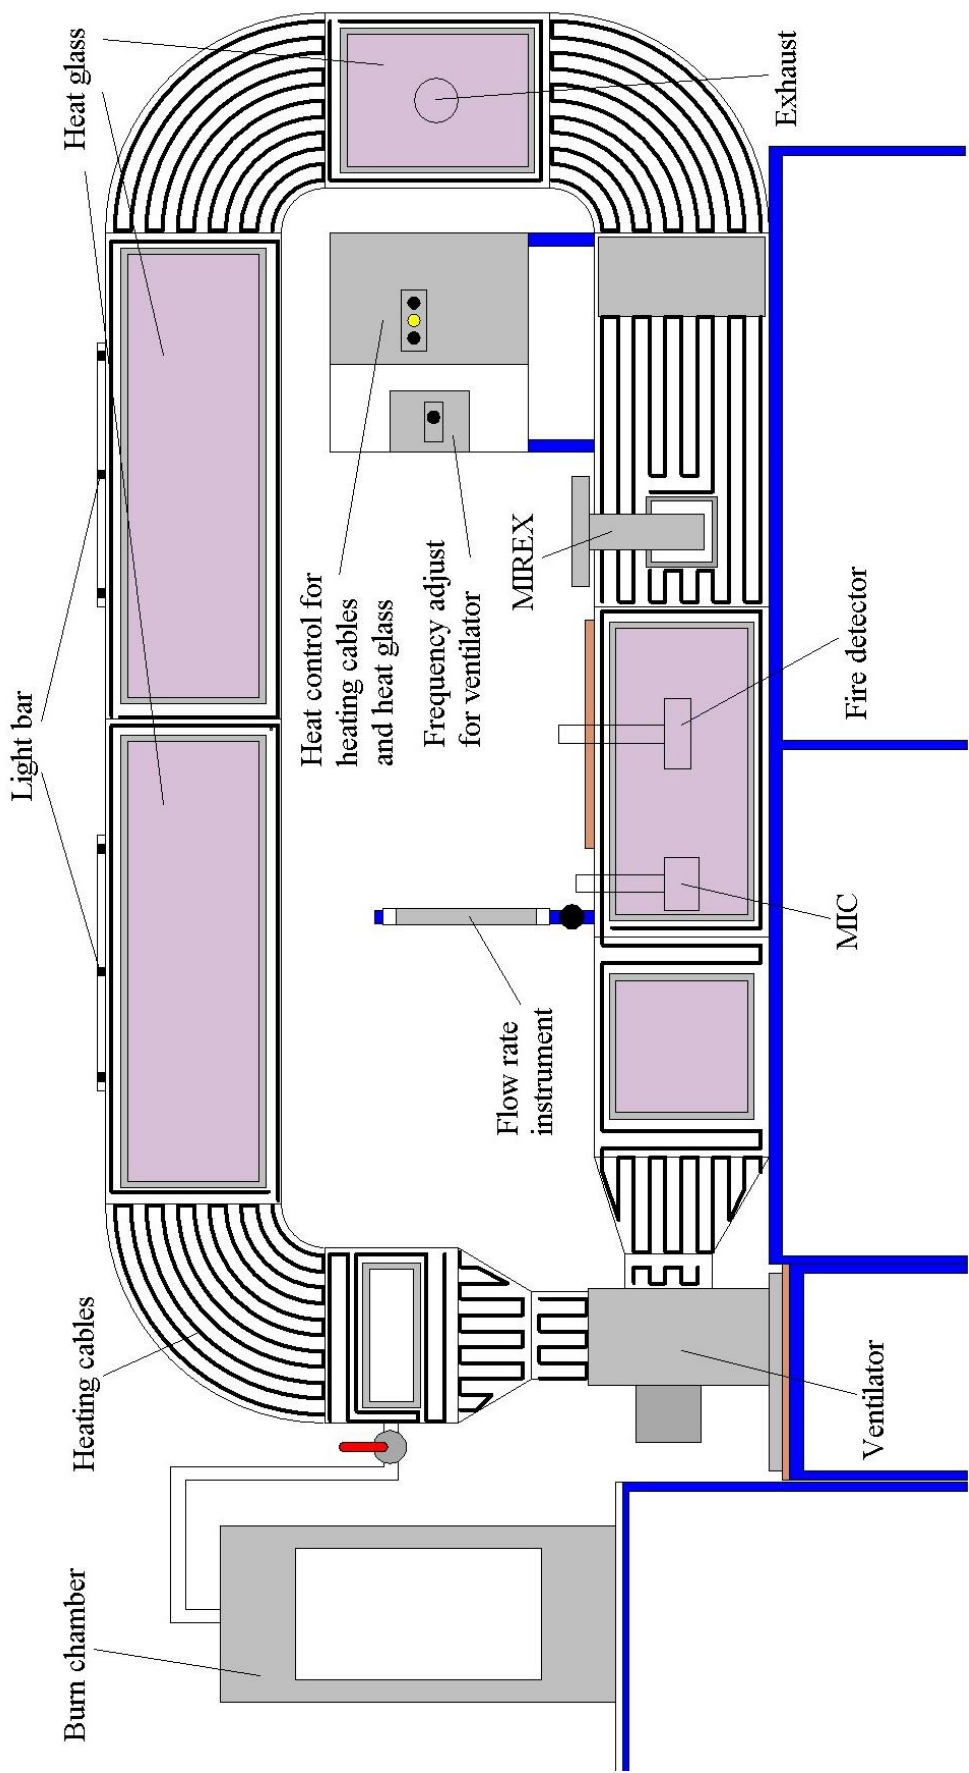 Burn chamber
Heating cables
Light bar
Heat glass
Heat control for
heating cables
and heat glass
Frequency adjust
for ventilator
Flow rate
instrument
MIREX
Exhaust
Ventilator
MIC
Fire detector